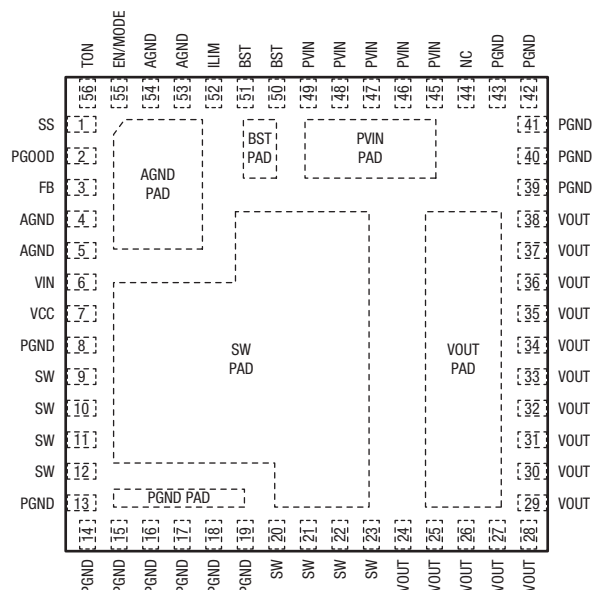 TON
EN/MODE
AGND
AGND
ILIM
BST
BST
PVIN
PVIN
PVIN
PVIN
PVIN
NC
PGND
PGND
56 55 54 53 52 51 50 49 48 47 46 45 44 43 42
SS 1
PGOOD 2
FB 3
AGND 4
AGND 5
VIN 6
VCC 7
PGND 8
SW 9
SW 10
SW 11
SW 12
PGND 13
AGND
PAD
BST
PAD
PVIN
PAD
SW
PAD
VOUT
PAD
PGND PAD
41 PGND
40 PGND
39 PGND
38 VOUT
37 VOUT
36 VOUT
35 VOUT
34 VOUT
33 VOUT
32 VOUT
31 VOUT
30 VOUT
29 VOUT
14 15 16 17 18 19 20 21 22 23 24 25 26 27 28
PGND
PGND
PGND
PGND
PGND
PGND
SW
SW
SW
SW
VOUT
VOUT
VOUT
VOUT
VOUT